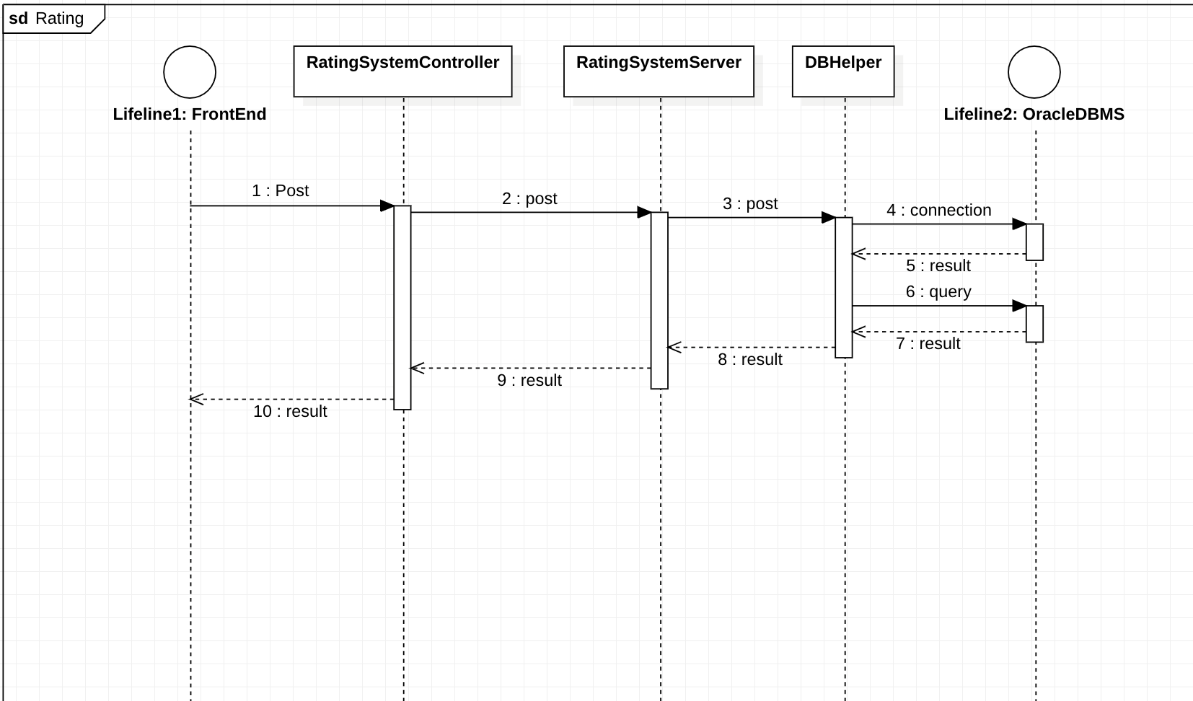 sd Rating
RatingSystemController
RatingSystemServer
DBHelper
Lifeline1: FrontEnd
Lifeline2: OracleDBMS
1 : Post
2 : post
3 : post
4 : connection
5 : result
6 : query
7 : result
8 : result
9 : result
10 : result